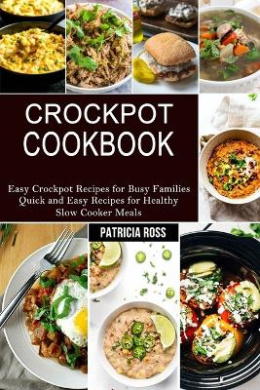 CROCKPOT
COOKBOOK
Easy Crockpot Recipes for Busy Families
Quick and Easy Recipes for Healthy
Slow Cooker Meals
PATRICIA ROSS